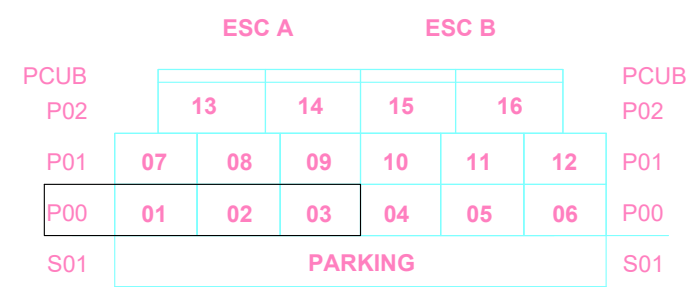 ESC A ESC B
PCUB PCUB
P02 13 14 15 16 P02
P01 07 08 09 10 11 12 P01
P00 01 02 03 04 05 06 P00
S01 PARKING S01